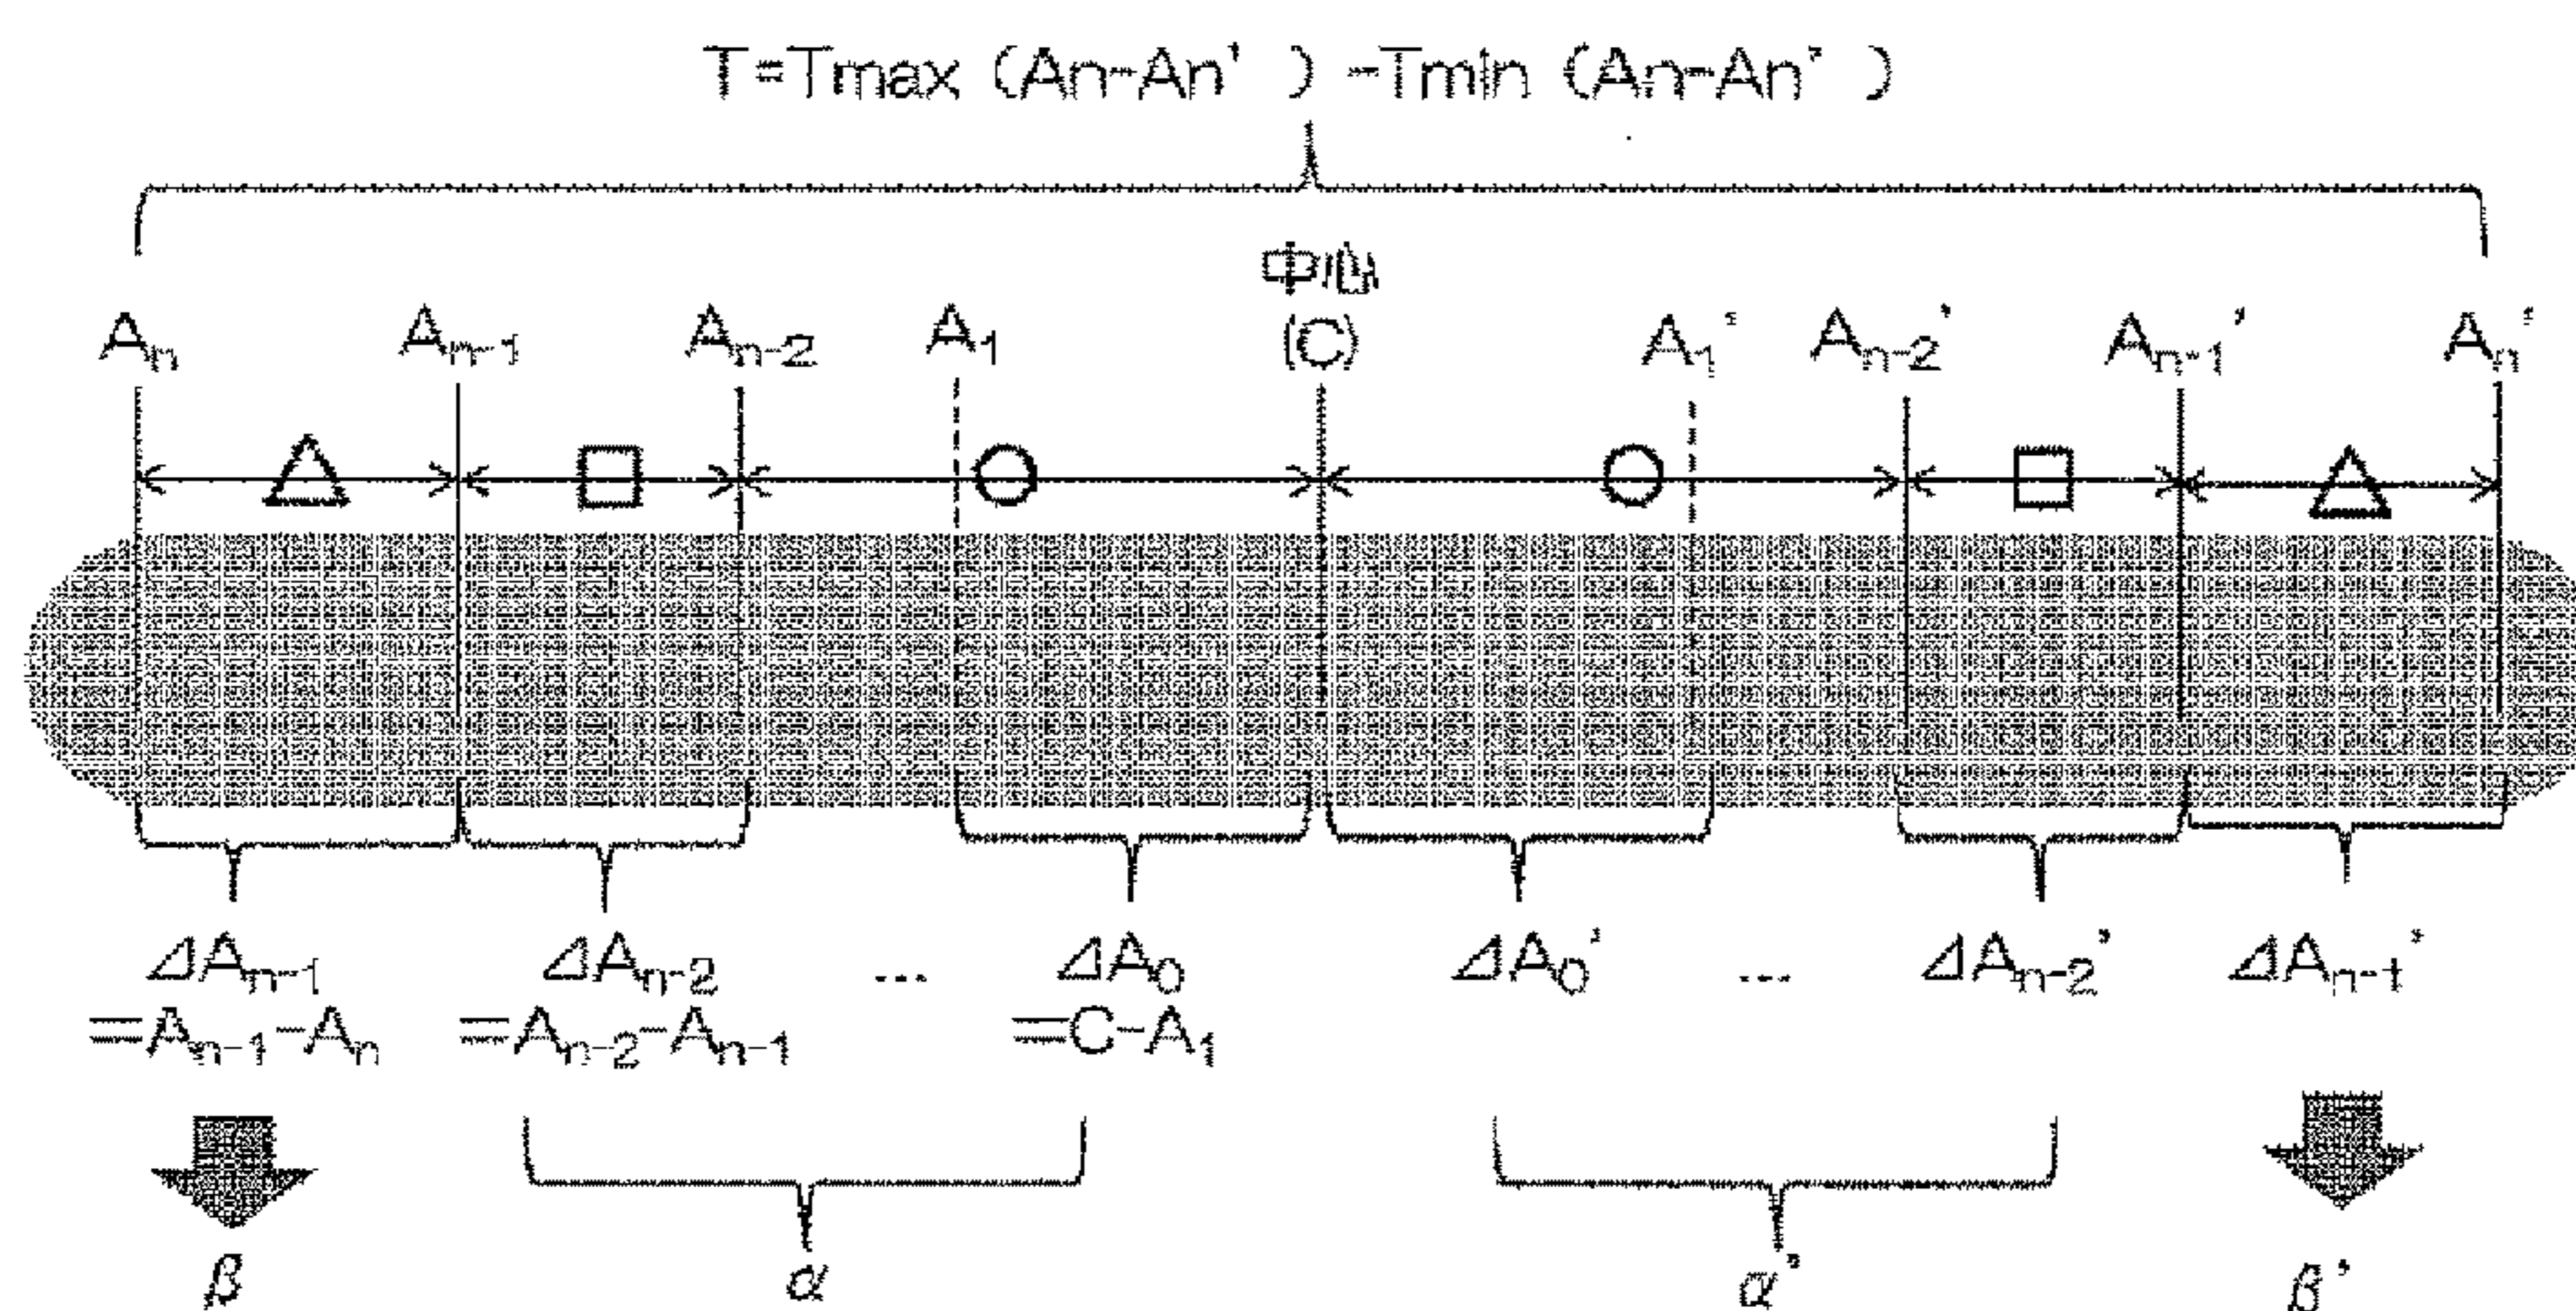 T=Tmax (An-An') -Tmin (An-An')
中心
Aₙ Aₙ₋₁ Aₙ₋₂ A₁ (C) A₁' Aₙ₋₂' Aₙ₋₁' Aₙ'
ΔAₙ₋₁ ΔAₙ₋₂ ... ΔA₀ ΔA₀' ... ΔAₙ₋₂' ΔAₙ₋₁'
=Aₙ₋₁-Aₙ =Aₙ₋₂-Aₙ₋₁ =C-A₁
β α α' β'